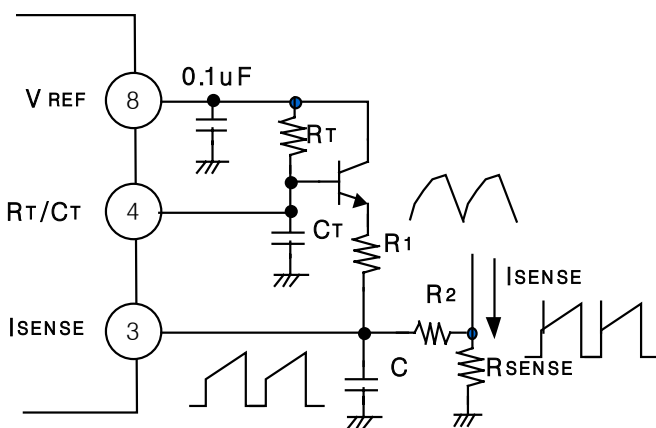 0.1uF
VREF
8
RT
RT/CT
4
CT
R1
ISENSE
R2
ISENSE
3
C
RSENSE